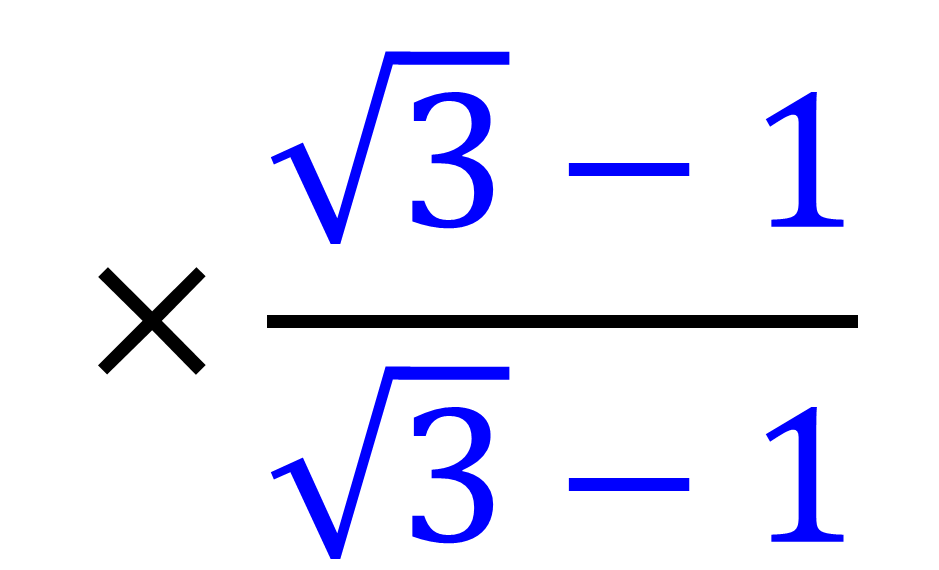 √3 − 1
×
√3 − 1